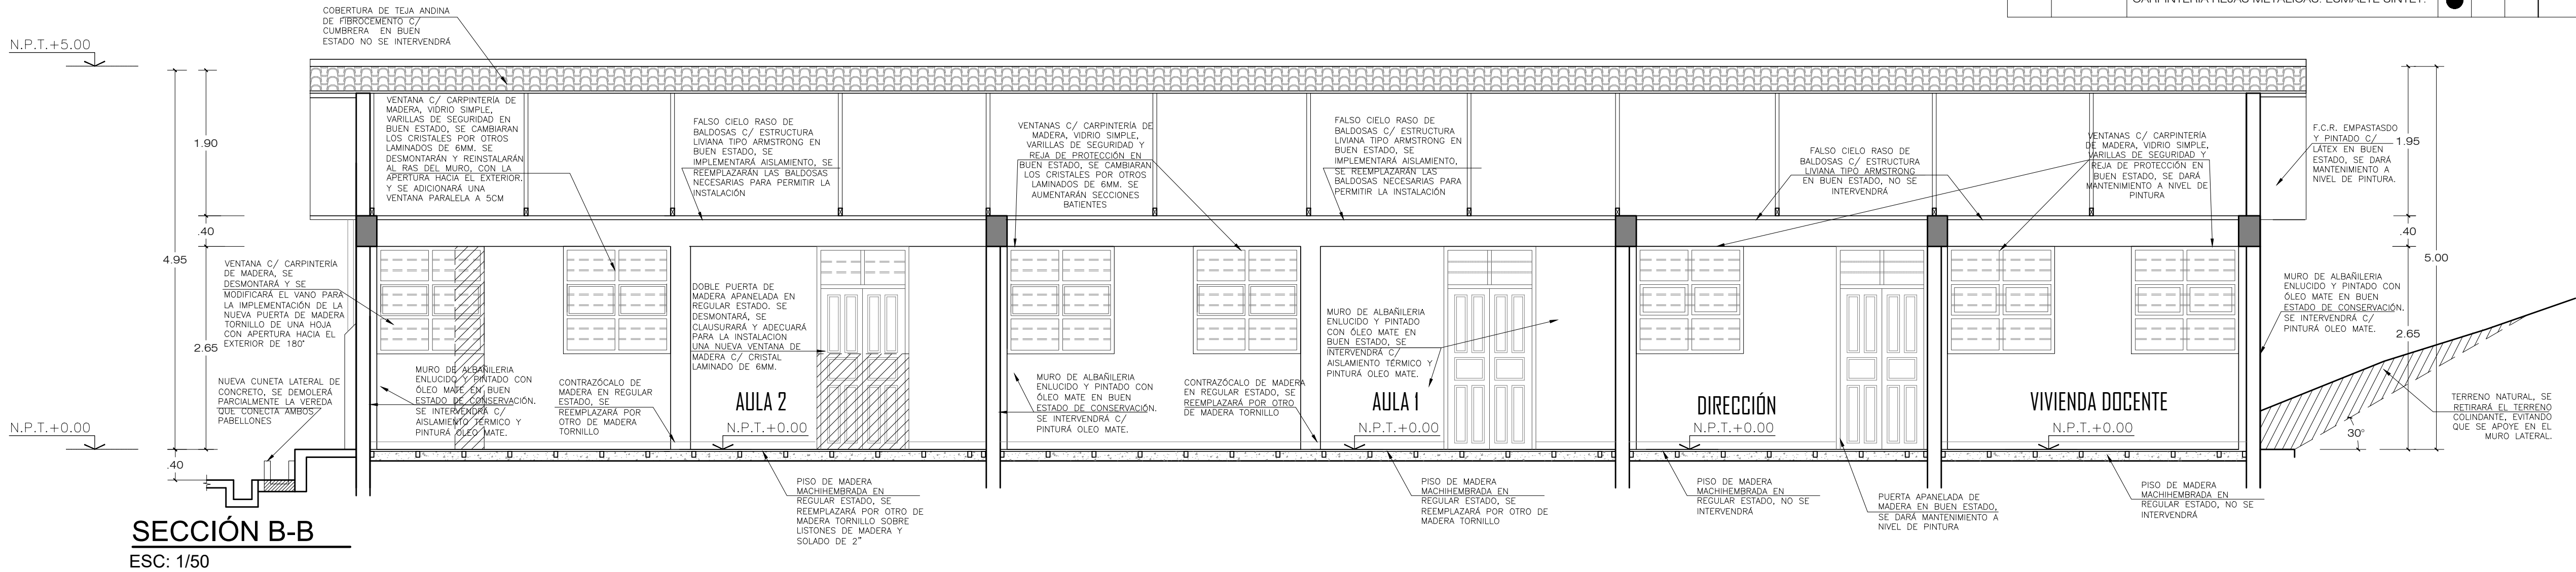 COBERTURA DE TEJA ANDINA
DE FIBROCEMENTO C/
CUMBRERA EN BUEN
ESTADO NO SE INTERVENDRÁ
N.P.T.+5.00
4.95
1.90
.40
2.65
.40
N.P.T.+0.00
VENTANA C/ CARPINTERÍA DE
MADERA, VIDRIO SIMPLE,
VARILLAS DE SEGURIDAD EN
BUEN ESTADO, SE CAMBIARAN
LOS CRISTALES POR OTROS
LAMINADOS DE 6MM. SE
DESMONTARÁN Y REINSTALARÁN
AL RAS DEL MURO, CON LA
APERTURA HACIA EL EXTERIOR.
Y SE ADICIONARÁ UNA
VENTANA PARALELA A 5CM
FALSO CIELO RASO DE
BALDOSAS C/ ESTRUCTURA
LIVIANA TIPO ARMSTRONG EN
BUEN ESTADO, SE
IMPLEMENTARÁ AISLAMIENTO, SE
REEMPLAZARÁN LAS BALDOSAS
NECESARIAS PARA PERMITIR LA
INSTALACIÓN
VENTANAS C/ CARPINTERÍA DE
MADERA, VIDRIO SIMPLE,
VARILLAS DE SEGURIDAD Y
REJA DE PROTECCIÓN EN
BUEN ESTADO, SE CAMBIARAN
LOS CRISTALES POR OTROS
LAMINADOS DE 6MM. SE
AUMENTARÁN SECCIONES
BATIENTES
FALSO CIELO RASO DE
BALDOSAS C/ ESTRUCTURA
LIVIANA TIPO ARMSTRONG EN
BUEN ESTADO, SE
IMPLEMENTARÁ AISLAMIENTO,
SE REEMPLAZARÁN LAS
BALDOSAS NECESARIAS PARA
PERMITIR LA INSTALACIÓN
FALSO CIELO RASO DE
BALDOSAS C/ ESTRUCTURA
LIVIANA TIPO ARMSTRONG
EN BUEN ESTADO, NO SE
INTERVENDRÁ
VENTANAS C/ CARPINTERÍA
DE MADERA, VIDRIO SIMPLE,
VARILLAS DE SEGURIDAD Y
REJA DE PROTECCIÓN EN
BUEN ESTADO, SE DARÁ
MANTENIMIENTO A NIVEL DE
PINTURA
F.C.R. EMPASTASDO
Y PINTADO C/
LÁTEX EN BUEN
ESTADO, SE DARÁ
MANTENIMIENTO A
NIVEL DE PINTURA.
1.95
.40
5.00
2.65
VENTANA C/ CARPINTERÍA
DE MADERA, SE
DESMONTARÁ Y SE
MODIFICARÁ EL VANO PARA
LA IMPLEMENTACIÓN DE LA
NUEVA PUERTA DE MADERA
TORNILLO DE UNA HOJA
CON APERTURA HACIA EL
EXTERIOR DE 180°
NUEVA CUNETA LATERAL DE
CONCRETO, SE DEMOLERÁ
PARCIALMENTE LA VEREDA
QUE CONECTA AMBOS
PABELLONES
MURO DE ALBAÑILERIA
ENLUCIDO Y PINTADO CON
ÓLEO MATE EN BUEN
ESTADO DE CONSERVACIÓN.
SE INTERVENDRÁ C/
AISLAMIENTO TÉRMICO Y
PINTURÁ OLEO MATE.
CONTRAZÓCALO DE
MADERA EN REGULAR
ESTADO, SE
REEMPLAZARÁ POR
OTRO DE MADERA
TORNILLO
DOBLE PUERTA DE
MADERA APANELADA EN
REGULAR ESTADO. SE
DESMONTARÁ, SE
CLAUSURARÁ Y ADECUARÁ
PARA LA INSTALACION
UNA NUEVA VENTANA DE
MADERA C/ CRISTAL
LAMINADO DE 6MM.
AULA 2
N.P.T.+0.00
MURO DE ALBAÑILERIA
ENLUCIDO Y PINTADO CON
ÓLEO MATE EN BUEN
ESTADO DE CONSERVACIÓN.
SE INTERVENDRÁ C/
PINTURÁ OLEO MATE.
CONTRAZÓCALO DE MADERA
EN REGULAR ESTADO, SE
REEMPLAZARÁ POR OTRO
DE MADERA TORNILLO
MURO DE ALBAÑILERIA
ENLUCIDO Y PINTADO
CON ÓLEO MATE EN
BUEN ESTADO, SE
INTERVENDRÁ C/
AISLAMIENTO TÉRMICO Y
PINTURÁ OLEO MATE.
AULA 1
N.P.T.+0.00
DIRECCIÓN
N.P.T.+0.00
VIVIENDA DOCENTE
N.P.T.+0.00
MURO DE ALBAÑILERIA
ENLUCIDO Y PINTADO CON
ÓLEO MATE EN BUEN
ESTADO DE CONSERVACIÓN.
SE INTERVENDRÁ C/
PINTURÁ OLEO MATE.
30°
TERRENO NATURAL, SE
RETIRARÁ EL TERRENO
COLINDANTE, EVITANDO
QUE SE APOYE EN EL
MURO LATERAL.
PISO DE MADERA
MACHIHEMBRADA EN
REGULAR ESTADO, SE
REEMPLAZARÁ POR OTRO DE
MADERA TORNILLO SOBRE
LISTONES DE MADERA Y
SOLADO DE 2"
PISO DE MADERA
MACHIHEMBRADA EN
REGULAR ESTADO, SE
REEMPLAZARÁ POR OTRO DE
MADERA TORNILLO
PISO DE MADERA
MACHIHEMBRADA EN
REGULAR ESTADO, NO SE
INTERVENDRÁ
PUERTA APANELADA DE
MADERA EN BUEN ESTADO,
SE DARÁ MANTENIMIENTO A
NIVEL DE PINTURA
PISO DE MADERA
MACHIHEMBRADA EN
REGULAR ESTADO, NO SE
INTERVENDRÁ
SECCIÓN B-B
ESC: 1/50